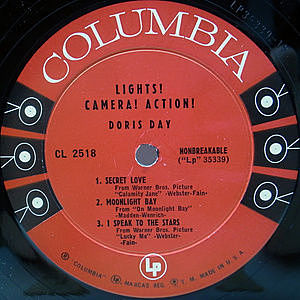 COLUMBIA
LIGHTS!
CAMERA! ACTION!
DORIS DAY
CL 2518
NONBREAKABLE
("Lp" 35339)
1. SECRET LOVE
From Warner Bros. Picture
"Calamity Jane" -Webster-Fain-
2. MOONLIGHT BAY
From "On Moonlight Bay"
-Madden-Wenrich-
3. I SPEAK TO THE STARS
From Warner Bros. Picture
"Lucky Me" -Webster-
-Fain-
Lp
® "COLUMBIA" MARCAS REG. T. M. MADE IN U.S.A.